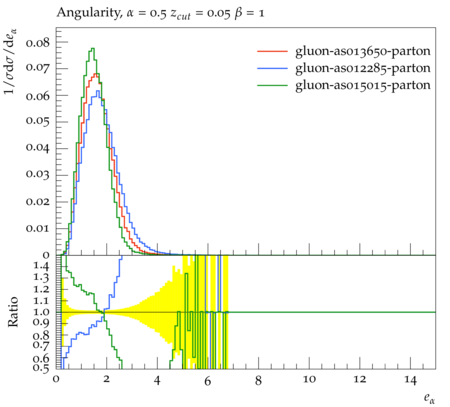 Angularity, α = 0.5 z_cut = 0.05 β = 1
1/σdσ/de_α
0.08
0.07
0.06
0.05
0.04
0.03
0.02
0.01
0
gluon-as013650-parton
gluon-as012285-parton
gluon-as015015-parton
Ratio
1.4
1.3
1.2
1.1
1.0
0.9
0.8
0.7
0.6
0.5
0 2 4 6 8 10 12 14
e_α